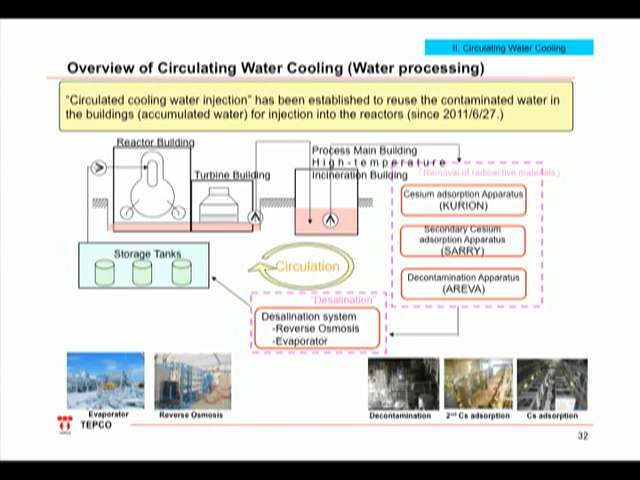 II. Circulating Water Cooling
Overview of Circulating Water Cooling (Water processing)
"Circulated cooling water injection" has been established to reuse the contaminated water in
the buildings (accumulated water) for injection into the reactors (since 2011/6/27.)
Reactor Building
Turbine Building
Process Main Building
High-temperature
Incineration Building
「Removal of radioactive materials」
Cesium adsorption Apparatus
(KURION)
Secondary Cesium
adsorption Apparatus
(SARRY)
Decontamination Apparatus
(AREVA)
Storage Tanks
Circulation
"Desalination"
Desalination system
-Reverse Osmosis
-Evaporator
Evaporator
Reverse Osmosis
Decontamination
2nd Cs adsorption
Cs adsorption
TEPCO
TEPCO
32